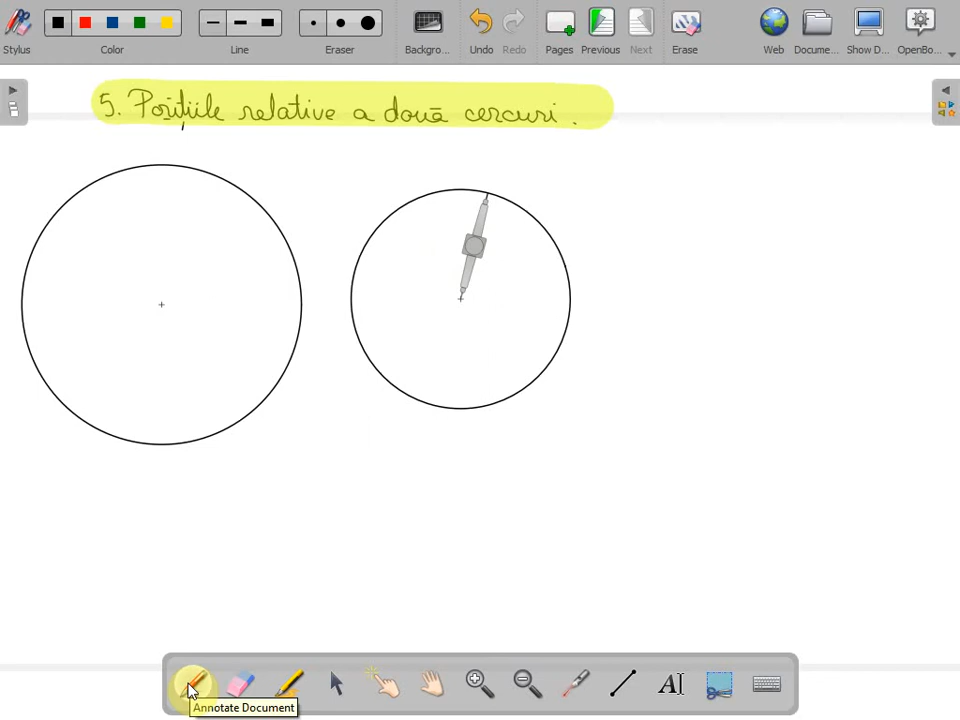 Stylus Color Line Eraser Backgro... Undo Redo Pages Previous Next Erase Web Docume... Show D... OpenBo...
5. Pozițiile relative a două cercuri.
Annotate Document